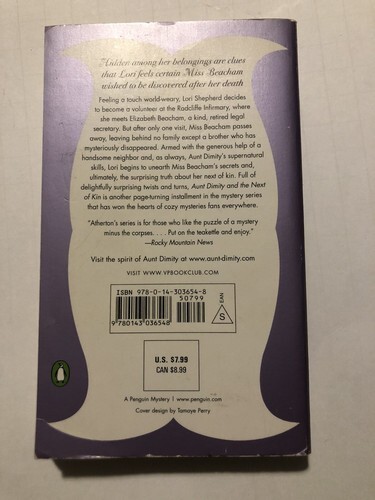 Hidden among her belongings are clues
that Lori feels certain Miss Beacham
wished to be discovered after her death
Feeling a touch world-weary, Lori Shepherd decides
to become a volunteer at the Radcliffe Infirmary, where
she meets Elizabeth Beacham, a kind, retired legal
secretary. But after only one visit, Miss Beacham passes
away, leaving behind no family except a brother who has
mysteriously disappeared. Armed with the generous help of a
handsome neighbor and, as always, Aunt Dimity's supernatural
skills, Lori begins to unearth Miss Beacham's secrets and,
ultimately, the surprising truth about her next of kin. Full of
delightfully surprising twists and turns, Aunt Dimity and the Next
of Kin is another page-turning installment in the mystery series
that has won the hearts of cozy mysteries fans everywhere.
"Atherton's series is for those who like the puzzle of a mystery
minus the corpses. . . . Put on the teakettle and enjoy."
—Rocky Mountain News
Visit the spirit of Aunt Dimity at www.aunt-dimity.com
VISIT WWW.VPBOOKCLUB.COM
ISBN 978-0-14-303654-8
50799
9780143036548
EAN
S
U.S. $7.99
CAN $8.99
A Penguin Mystery | www.penguin.com
Cover design by Tamaye Perry